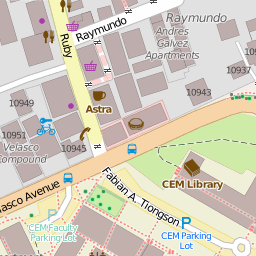 Raymundo
Ruby
Raymundo
Andres
Galvez
Apartments
10937
10949
10943
Astra
10951
Velasco
Compound
10945
CEM Library
lasco Avenue
Fabian A. Tiongson
CEM Faculty
Parking Lot
CEM Parking
Lot